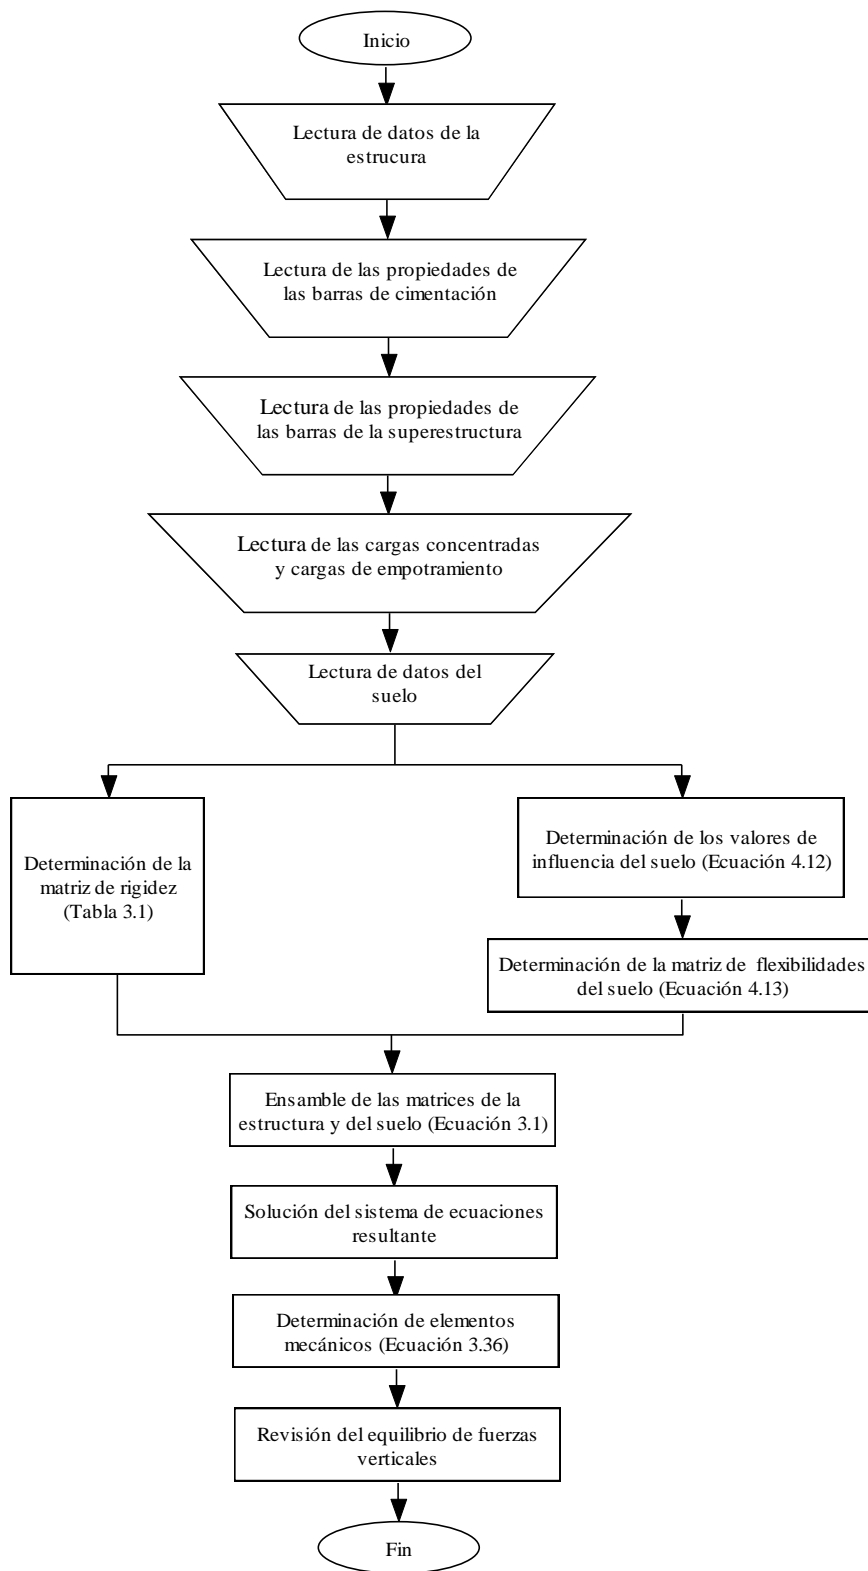 Inicio
Lectura de datos de la
estrucura
Lectura de las propiedades de
las barras de cimentación
Lectura de las propiedades de
las barras de la superestructura
Lectura de las cargas concentradas
y cargas de empotramiento
Lectura de datos del
suelo
Determinación de la
matriz de rigidez
(Tabla 3.1)
Determinación de los valores de
influencia del suelo (Ecuación 4.12)
Determinación de la matriz de flexibilidades
del suelo (Ecuación 4.13)
Ensamble de las matrices de la
estructura y del suelo (Ecuación 3.1)
Solución del sistema de ecuaciones
resultante
Determinación de elementos
mecánicos (Ecuación 3.36)
Revisión del equilibrio de fuerzas
verticales
Fin